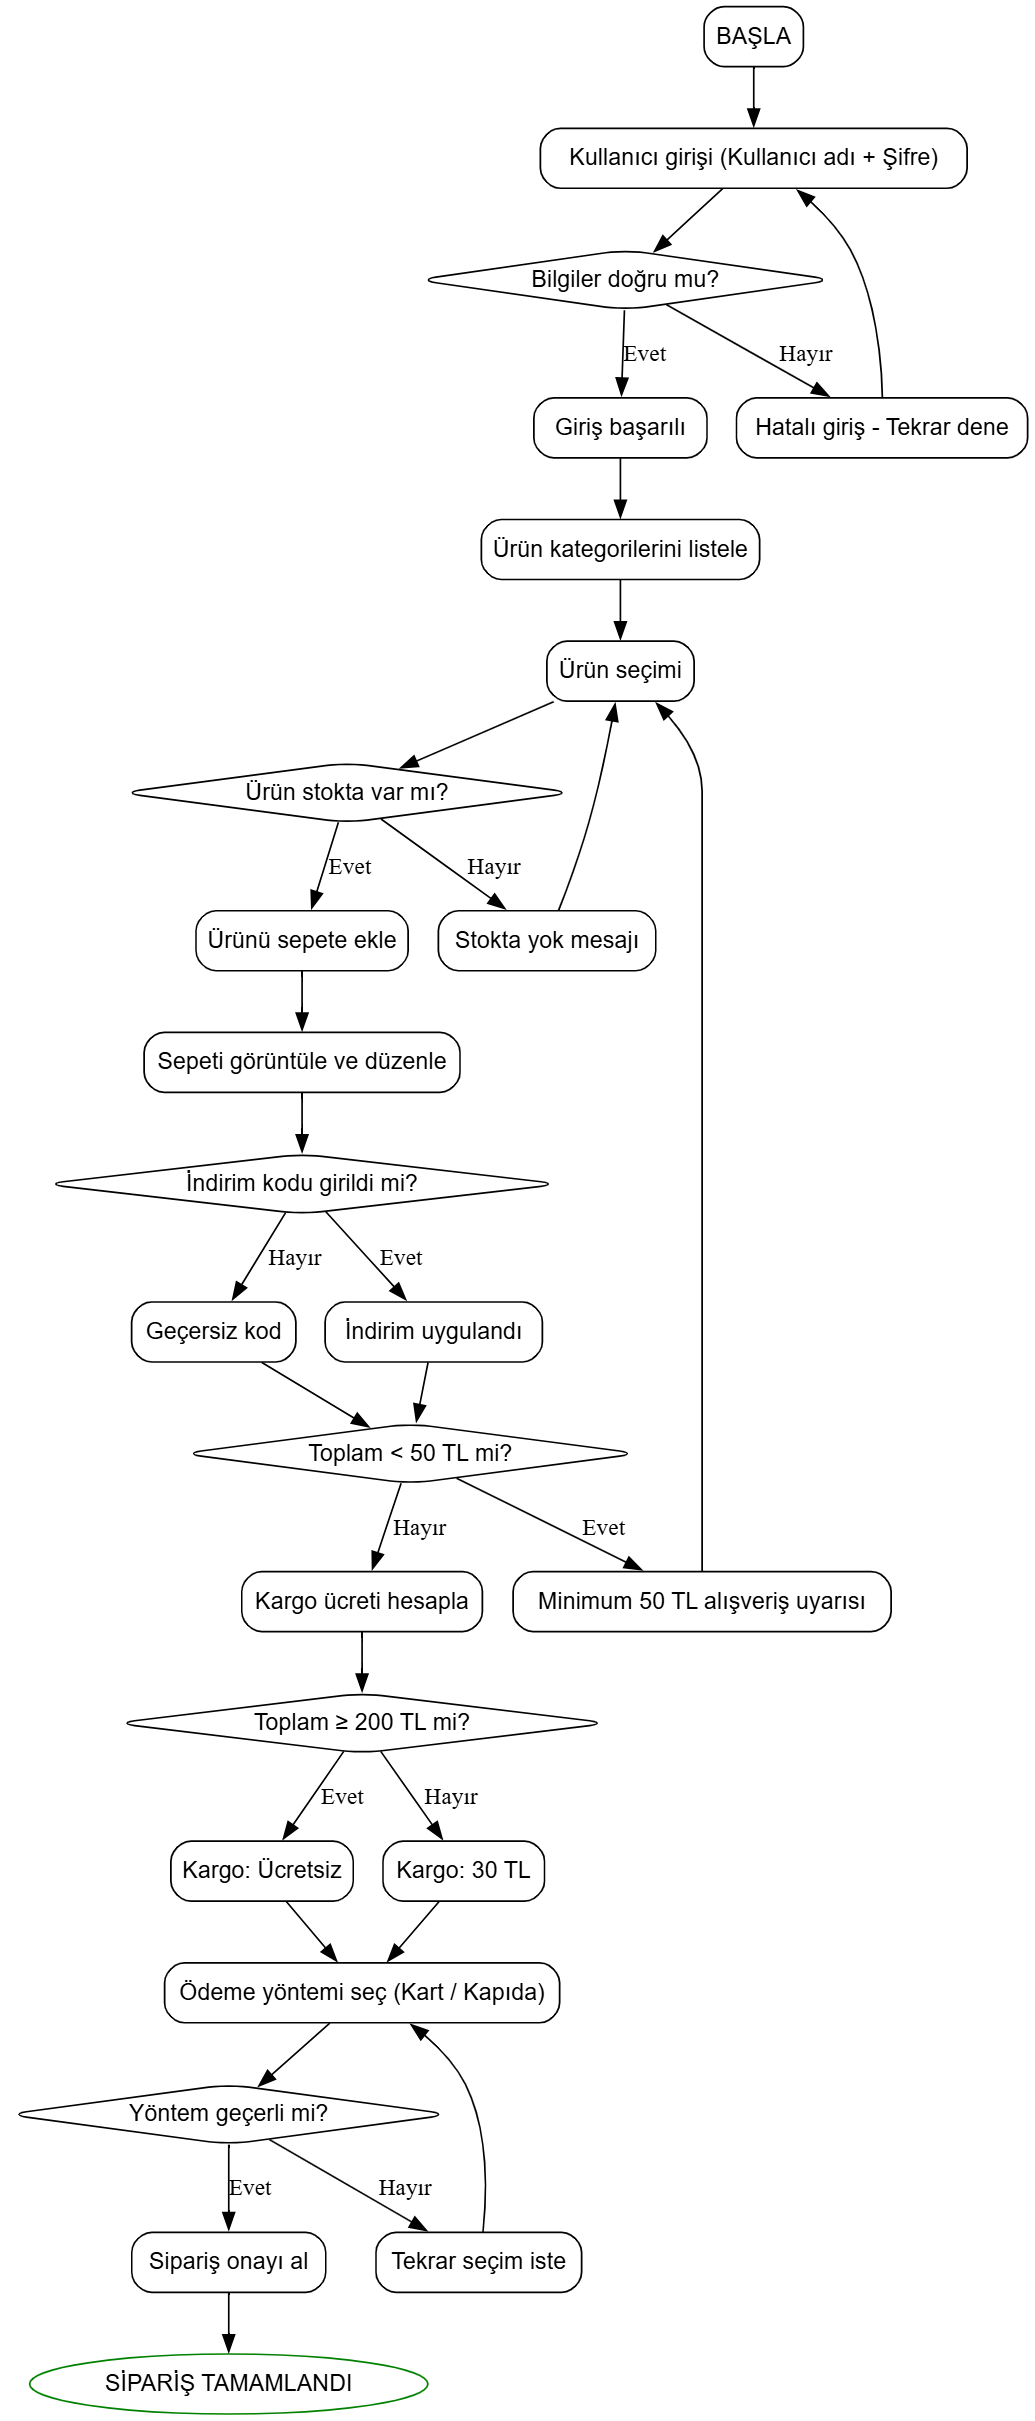 BAŞLA
Kullanıcı girişi (Kullanıcı adı + Şifre)
Bilgiler doğru mu?
Evet
Hayır
Giriş başarılı
Hatalı giriş - Tekrar dene
Ürün kategorilerini listele
Ürün seçimi
Ürün stokta var mı?
Evet
Hayır
Ürünü sepete ekle
Stokta yok mesajı
Sepeti görüntüle ve düzenle
İndirim kodu girildi mi?
Hayır
Evet
Geçersiz kod
İndirim uygulandı
Toplam < 50 TL mi?
Hayır
Evet
Kargo ücreti hesapla
Minimum 50 TL alışveriş uyarısı
Toplam ≥ 200 TL mi?
Evet
Hayır
Kargo: Ücretsiz
Kargo: 30 TL
Ödeme yöntemi seç (Kart / Kapıda)
Yöntem geçerli mi?
Evet
Hayır
Sipariş onayı al
Tekrar seçim iste
SİPARİŞ TAMAMLANDI